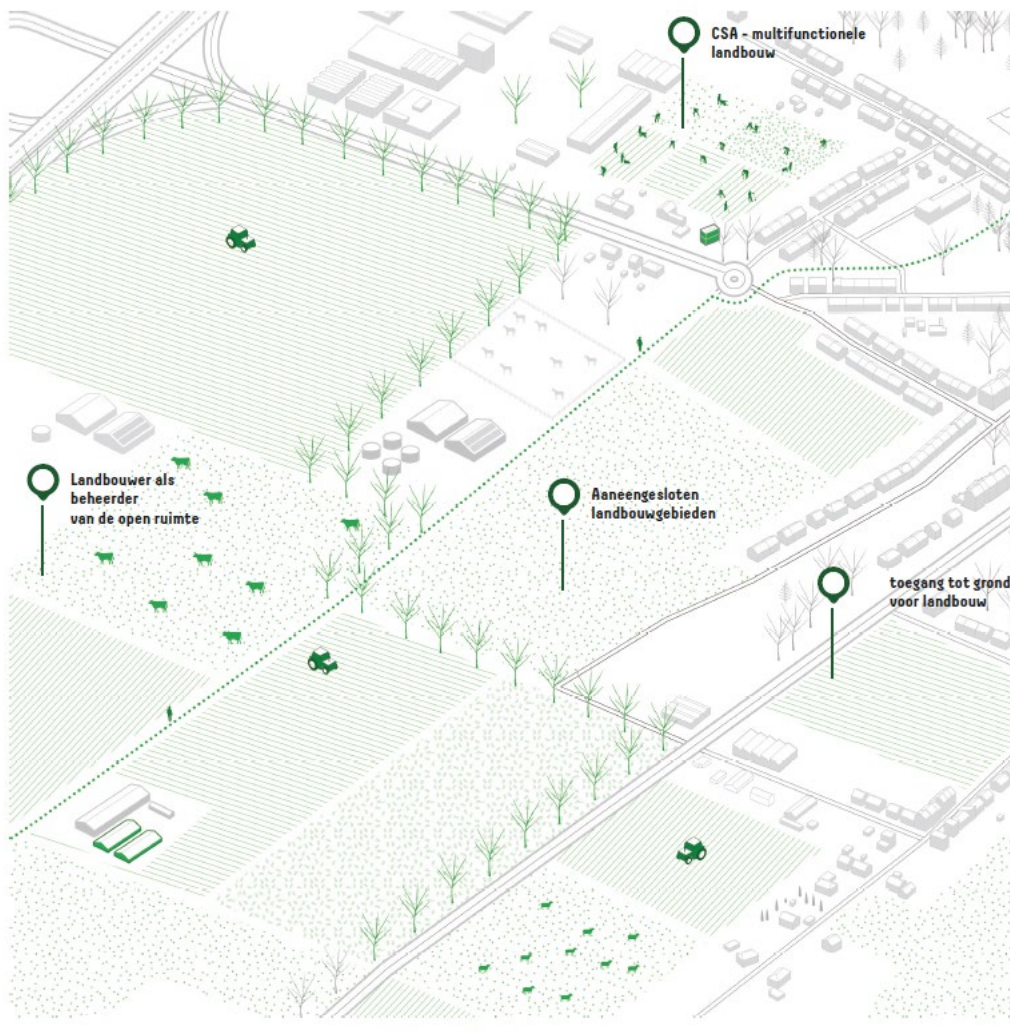 CSA - multifunctionele
landbouw
Landbouwer als
beheerder
van de open ruimte
Aaneengesloten
landbouwgebieden
toegang tot grond
voor landbouw